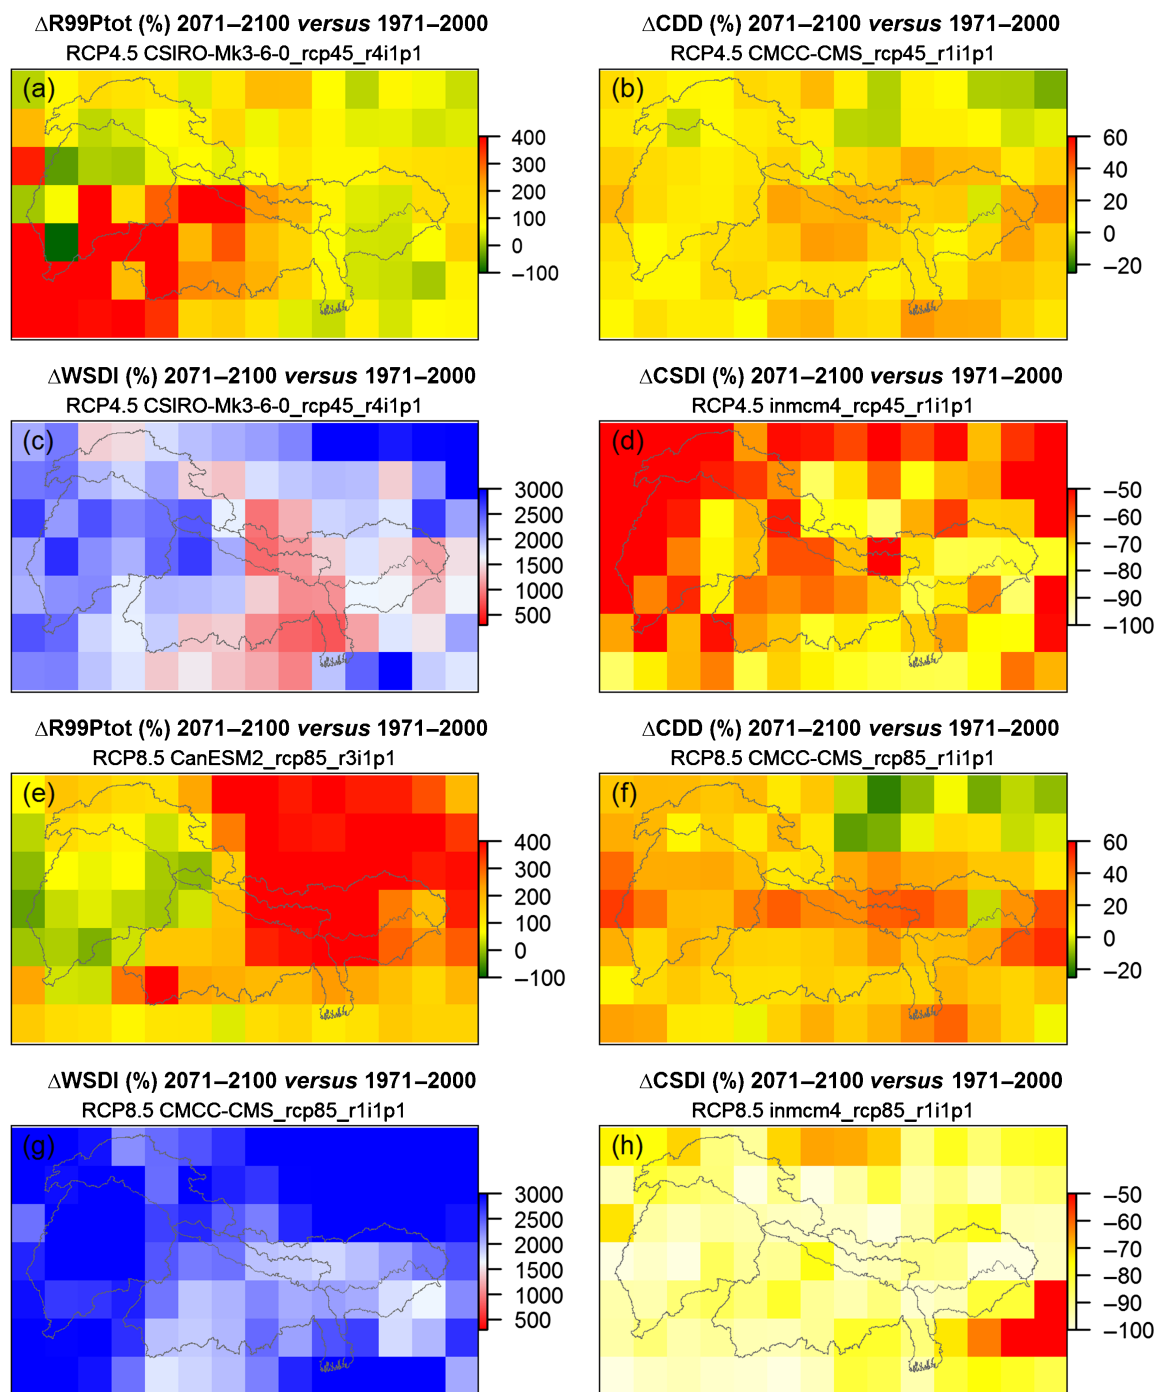 ΔR99Ptot (%) 2071–2100 versus 1971–2000
RCP4.5 CSIRO-Mk3-6-0_rcp45_r4i1p1
(a)
400
300
200
100
0
–100
ΔCDD (%) 2071–2100 versus 1971–2000
RCP4.5 CMCC-CMS_rcp45_r1i1p1
(b)
60
40
20
0
–20
ΔWSDI (%) 2071–2100 versus 1971–2000
RCP4.5 CSIRO-Mk3-6-0_rcp45_r4i1p1
(c)
3000
2500
2000
1500
1000
500
ΔCSDI (%) 2071–2100 versus 1971–2000
RCP4.5 inmcm4_rcp45_r1i1p1
(d)
–50
–60
–70
–80
–90
–100
ΔR99Ptot (%) 2071–2100 versus 1971–2000
RCP8.5 CanESM2_rcp85_r3i1p1
(e)
400
300
200
100
0
–100
ΔCDD (%) 2071–2100 versus 1971–2000
RCP8.5 CMCC-CMS_rcp85_r1i1p1
(f)
60
40
20
0
–20
ΔWSDI (%) 2071–2100 versus 1971–2000
RCP8.5 CMCC-CMS_rcp85_r1i1p1
(g)
3000
2500
2000
1500
1000
500
ΔCSDI (%) 2071–2100 versus 1971–2000
RCP8.5 inmcm4_rcp85_r1i1p1
(h)
–50
–60
–70
–80
–90
–100